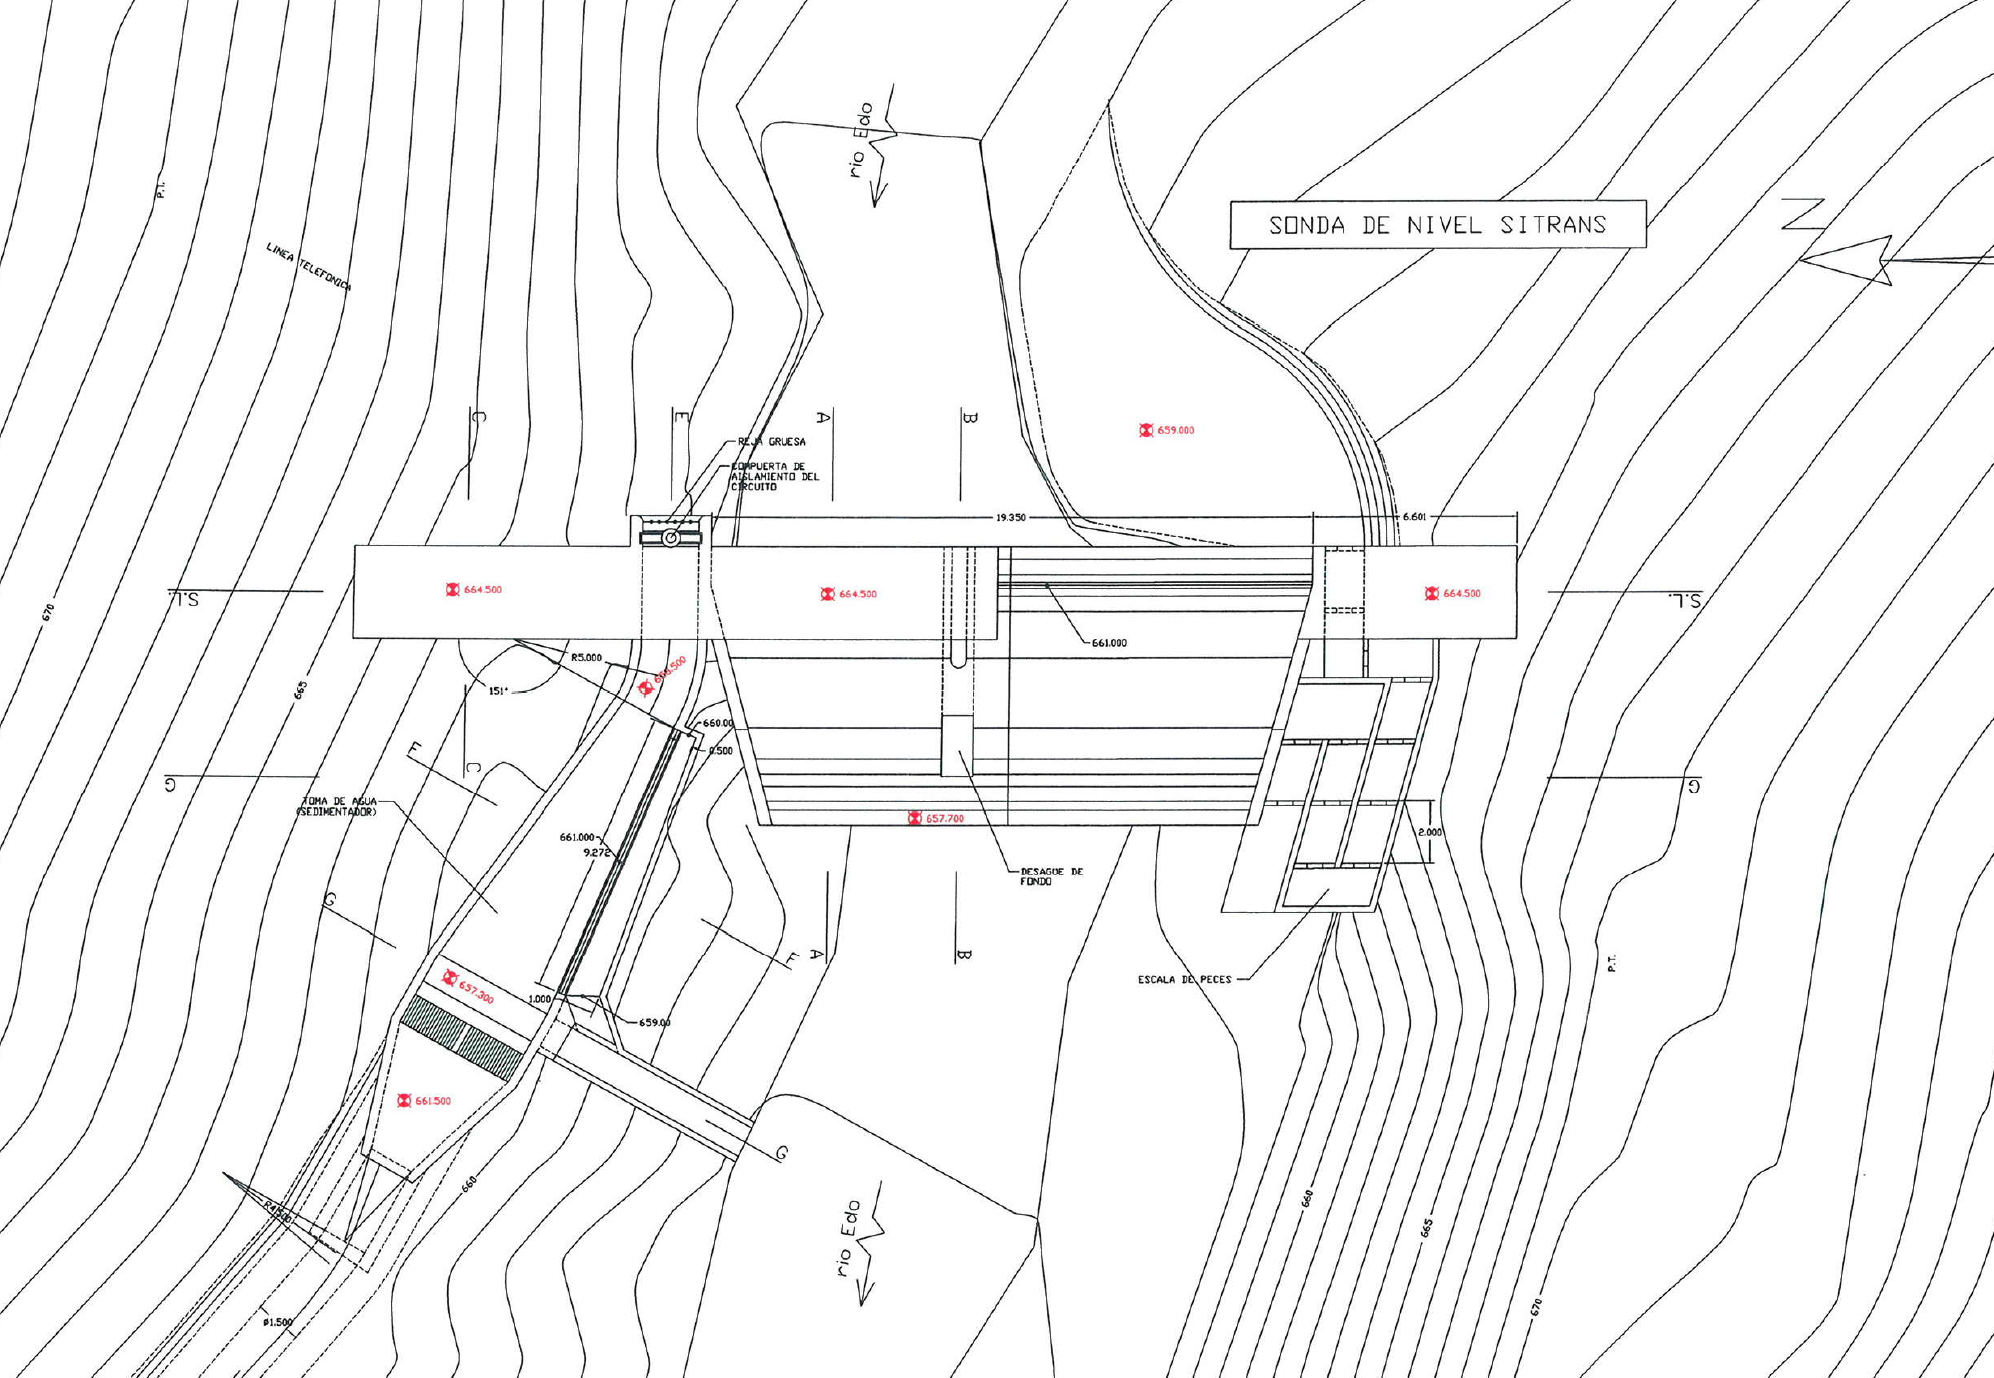 rio Edo
P.T.
SONDA DE NIVEL SITRANS
N
LINEA TELEFONICA
C
E
A
B
REJA GRUESA
659.000
COMPUERTA DE
AISLAMIENTO DEL
CIRCUITO
19.350
6.601
664.500
664.500
664.500
S.L.
S.L.
670
661.000
R5.000
151°
665
660.00
0.500
F
C
G
G
TOMA DE AGUA
(SEDIMENTADOR)
657.700
2.000
661.000
9.272
DESAGUE DE
FONDO
ESCALA DE PECES
G
F
A
B
P.T.
657.300
1.000
659.00
661.500
G
660
R4.500
rio Edo
660
665
670
ø1.500